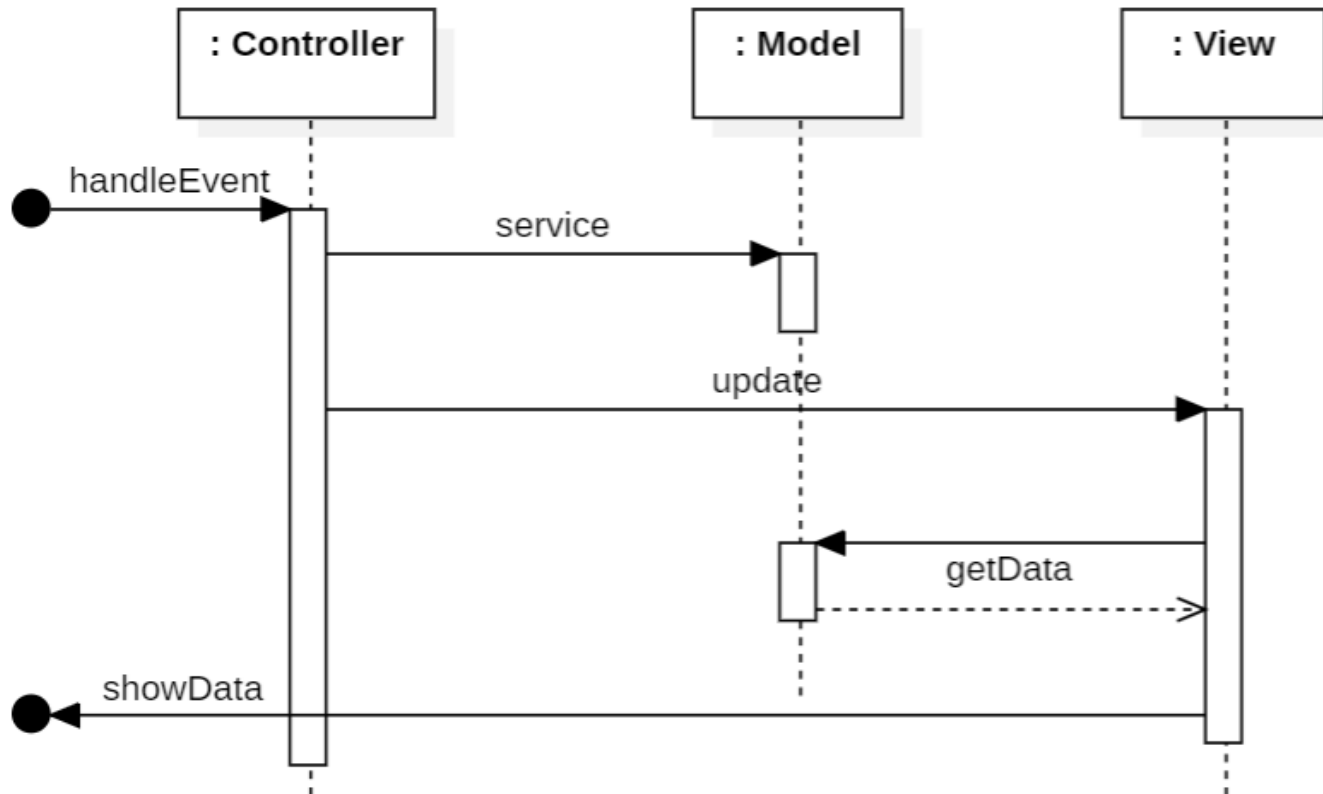 : Controller
: Model
: View
handleEvent
service
update
getData
showData